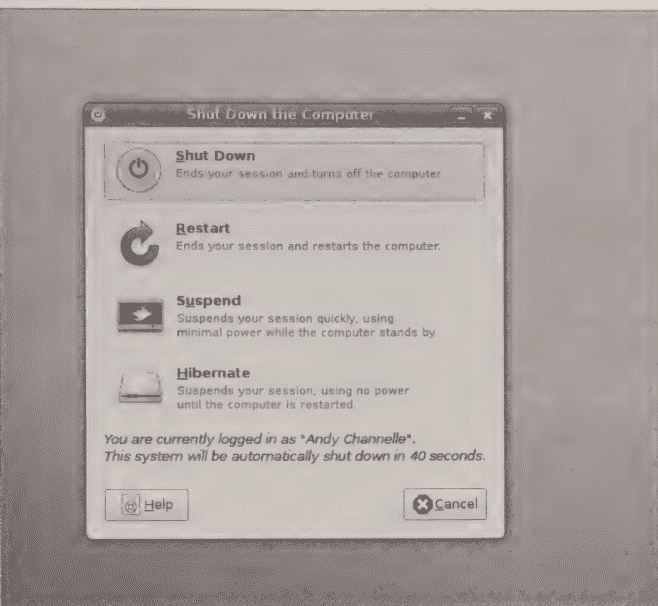 Shut Down the Computer
Shut Down
Ends your session and turns off the computer
Restart
Ends your session and restarts the computer.
Suspend
Suspends your session quickly, using
minimal power while the computer stands by
Hibernate
Suspends your session, using no power
until the computer is restarted.
You are currently logged in as "Andy Channelle".
This system will be automatically shut down in 40 seconds.
Help
Cancel